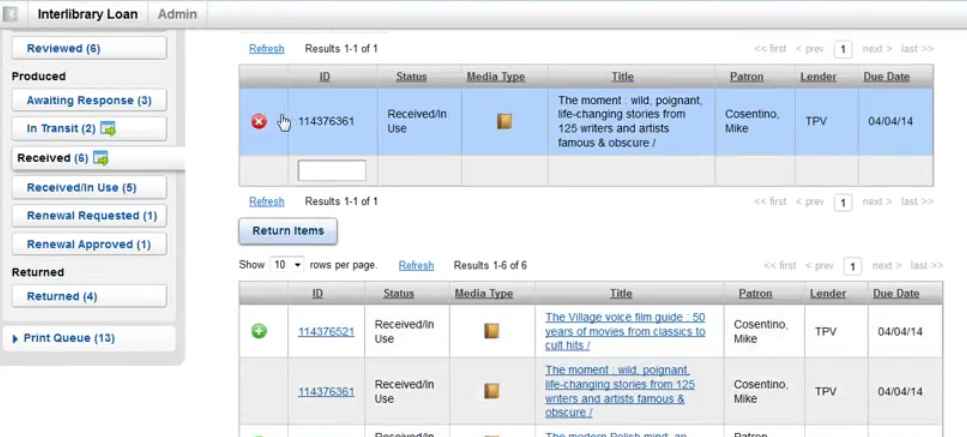 Interlibrary Loan Admin
Reviewed (6)
Produced
Awaiting Response (3)
In Transit (2)
Received (6)
Received/In Use (5)
Renewal Requested (1)
Renewal Approved (1)
Returned
Returned (4)
Print Queue (13)
Refresh Results 1-1 of 1 << first < prev 1 next > last >>
ID Status Media Type Title Patron Lender Due Date
114376361
Received/In
Use
The moment : wild, poignant,
life-changing stories from
125 writers and artists
famous & obscure /
Cosentino,
Mike
TPV
04/04/14
Refresh Results 1-1 of 1 << first < prev 1 next > last >>
Return Items
Show 10 rows per page. Refresh Results 1-6 of 6 << first < prev 1 next > last >>
ID Status Media Type Title Patron Lender Due Date
114376521
Received/In
Use
The Village voice film guide : 50
years of movies from classics to
cult hits /
Cosentino,
Mike
TPV
04/04/14
114376361
Received/In
Use
The moment : wild, poignant,
life-changing stories from 125
writers and artists famous &
obscure /
Cosentino,
Mike
TPV
04/04/14
Received/In
The modern Polish mind: an
Patron